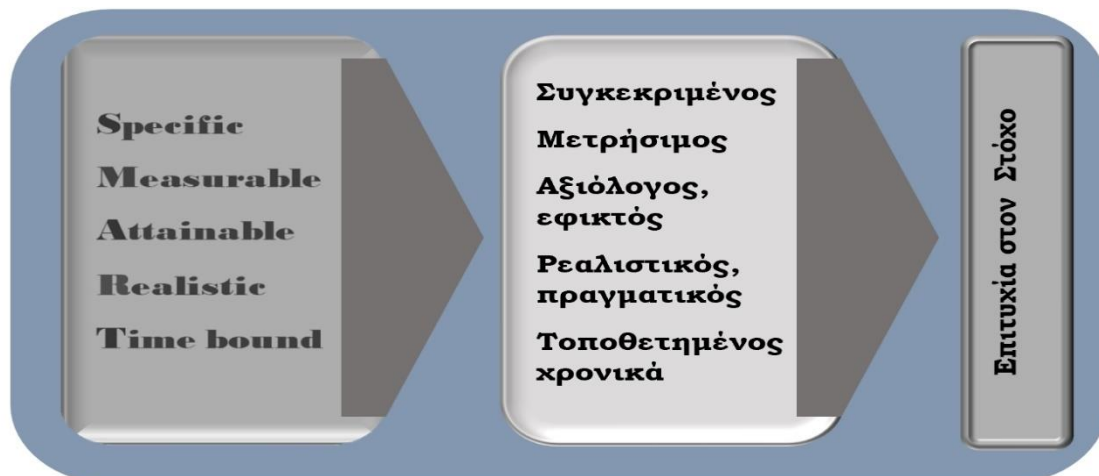 Specific
Measurable
Attainable
Realistic
Time bound
Συγκεκριμένος
Μετρήσιμος
Αξιόλογος,
εφικτός
Ρεαλιστικός,
πραγματικός
Τοποθετημένος
χρονικά
Επιτυχία στον Στόχο